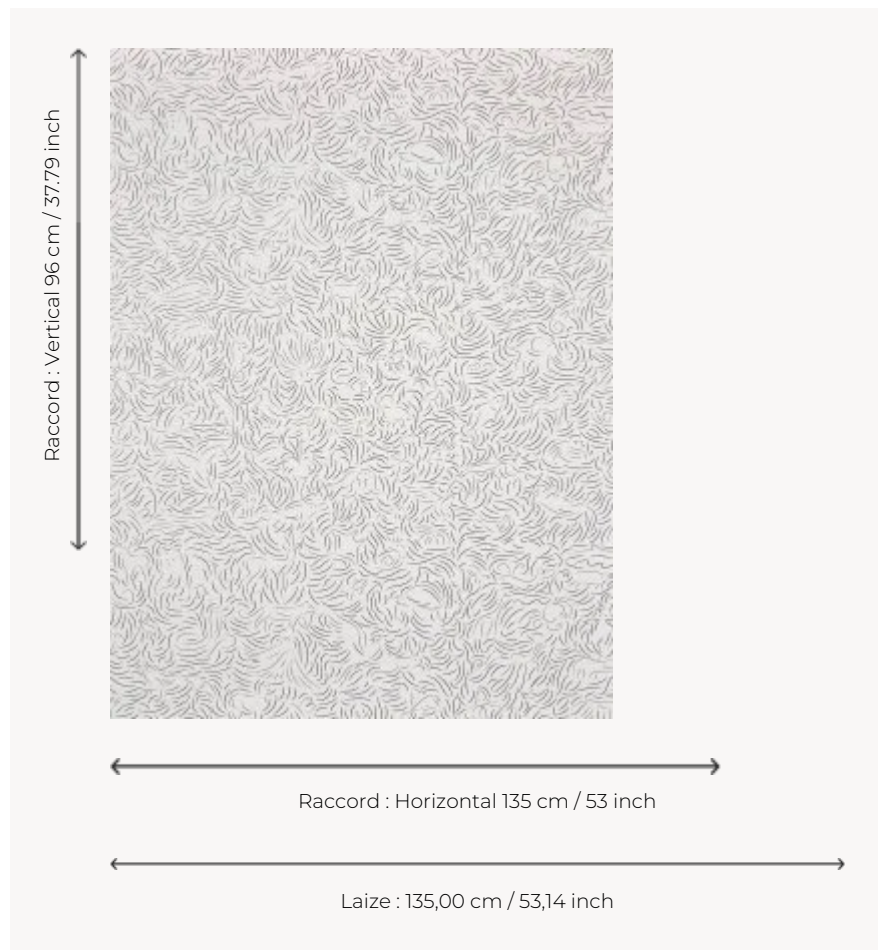 Raccord : Vertical 96 cm / 37.79 inch
Raccord : Horizontal 135 cm / 53 inch
Laize : 135,00 cm / 53,14 inch